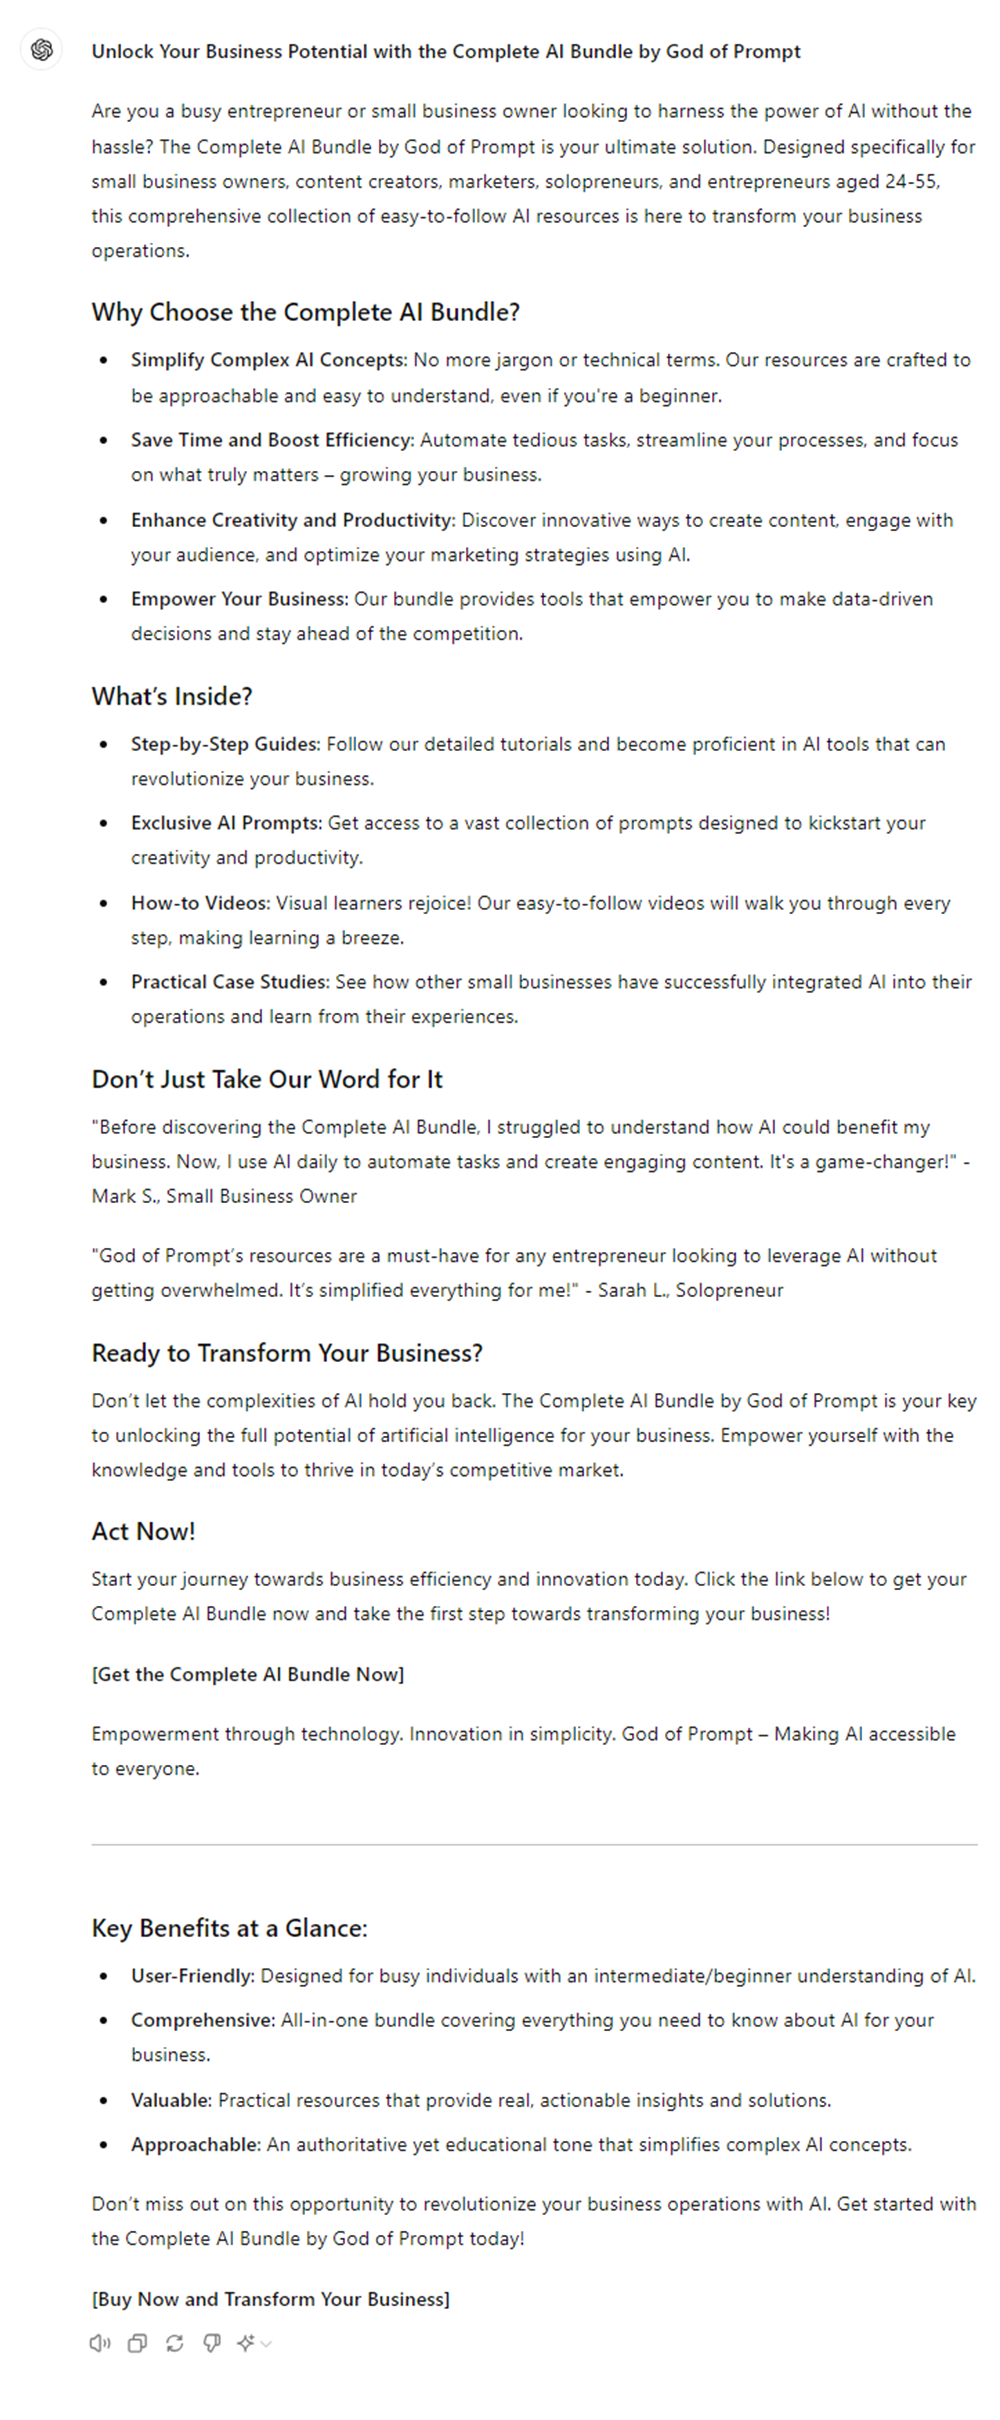 Unlock Your Business Potential with the Complete AI Bundle by God of Prompt
Are you a busy entrepreneur or small business owner looking to harness the power of AI without the
hassle? The Complete AI Bundle by God of Prompt is your ultimate solution. Designed specifically for
small business owners, content creators, marketers, solopreneurs, and entrepreneurs aged 24-55,
this comprehensive collection of easy-to-follow AI resources is here to transform your business
operations.
Why Choose the Complete AI Bundle?
• Simplify Complex AI Concepts: No more jargon or technical terms. Our resources are crafted to
be approachable and easy to understand, even if you're a beginner.
• Save Time and Boost Efficiency: Automate tedious tasks, streamline your processes, and focus
on what truly matters – growing your business.
• Enhance Creativity and Productivity: Discover innovative ways to create content, engage with
your audience, and optimize your marketing strategies using AI.
• Empower Your Business: Our bundle provides tools that empower you to make data-driven
decisions and stay ahead of the competition.
What's Inside?
• Step-by-Step Guides: Follow our detailed tutorials and become proficient in AI tools that can
revolutionize your business.
• Exclusive AI Prompts: Get access to a vast collection of prompts designed to kickstart your
creativity and productivity.
• How-to Videos: Visual learners rejoice! Our easy-to-follow videos will walk you through every
step, making learning a breeze.
• Practical Case Studies: See how other small businesses have successfully integrated AI into their
operations and learn from their experiences.
Don't Just Take Our Word for It
"Before discovering the Complete AI Bundle, I struggled to understand how AI could benefit my
business. Now, I use AI daily to automate tasks and create engaging content. It's a game-changer!" -
Mark S., Small Business Owner
"God of Prompt's resources are a must-have for any entrepreneur looking to leverage AI without
getting overwhelmed. It's simplified everything for me!" - Sarah L., Solopreneur
Ready to Transform Your Business?
Don't let the complexities of AI hold you back. The Complete AI Bundle by God of Prompt is your key
to unlocking the full potential of artificial intelligence for your business. Empower yourself with the
knowledge and tools to thrive in today's competitive market.
Act Now!
Start your journey towards business efficiency and innovation today. Click the link below to get your
Complete AI Bundle now and take the first step towards transforming your business!
[Get the Complete AI Bundle Now]
Empowerment through technology. Innovation in simplicity. God of Prompt – Making AI accessible
to everyone.
Key Benefits at a Glance:
• User-Friendly: Designed for busy individuals with an intermediate/beginner understanding of AI.
• Comprehensive: All-in-one bundle covering everything you need to know about AI for your
business.
• Valuable: Practical resources that provide real, actionable insights and solutions.
• Approachable: An authoritative yet educational tone that simplifies complex AI concepts.
Don't miss out on this opportunity to revolutionize your business operations with AI. Get started with
the Complete AI Bundle by God of Prompt today!
[Buy Now and Transform Your Business]